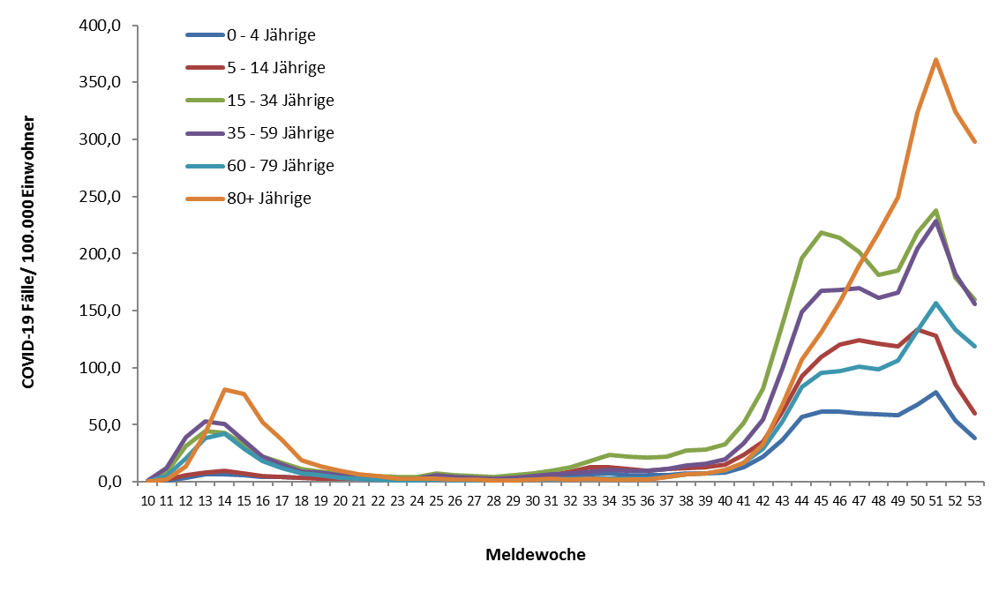 400,0
350,0
300,0
250,0
200,0
150,0
100,0
50,0
0,0
COVID-19 Fälle/ 100.000 Einwohner
0 - 4 Jährige
5 - 14 Jährige
15 - 34 Jährige
35 - 59 Jährige
60 - 79 Jährige
80+ Jährige
10 11 12 13 14 15 16 17 18 19 20 21 22 23 24 25 26 27 28 29 30 31 32 33 34 35 36 37 38 39 40 41 42 43 44 45 46 47 48 49 50 51 52 53
Meldewoche